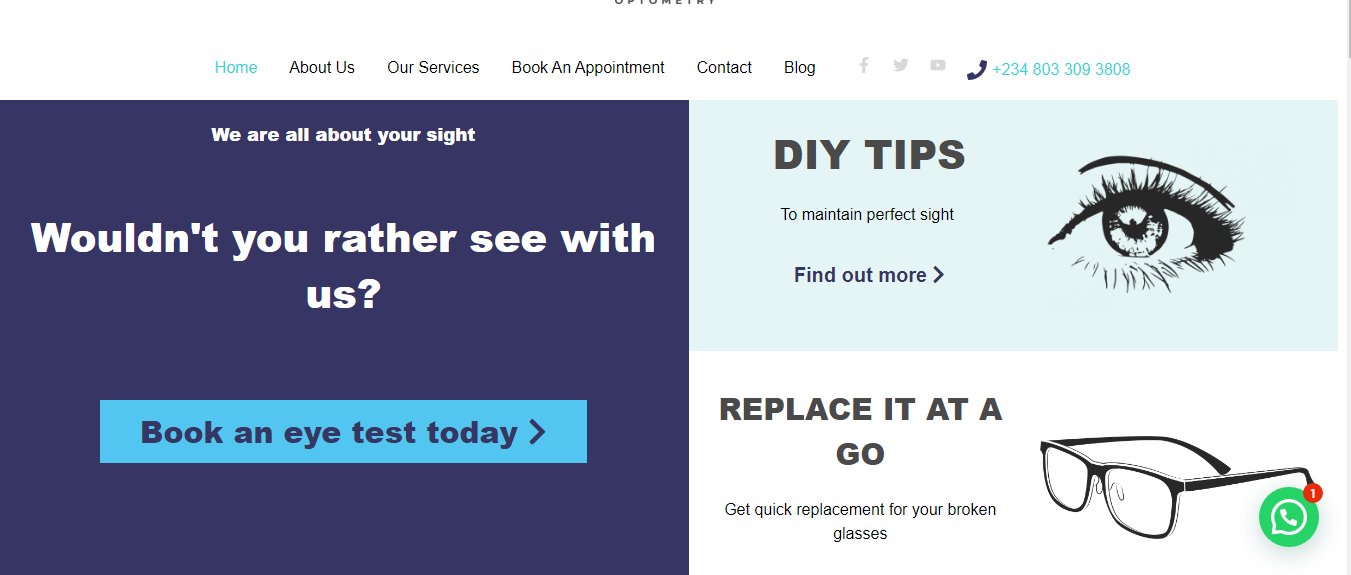 OPTOMETRY
Home About Us Our Services Book An Appointment Contact Blog +234 803 309 3808
We are all about your sight
Wouldn't you rather see with
us?
Book an eye test today
DIY TIPS
To maintain perfect sight
Find out more
REPLACE IT AT A
GO
Get quick replacement for your broken
glasses
1